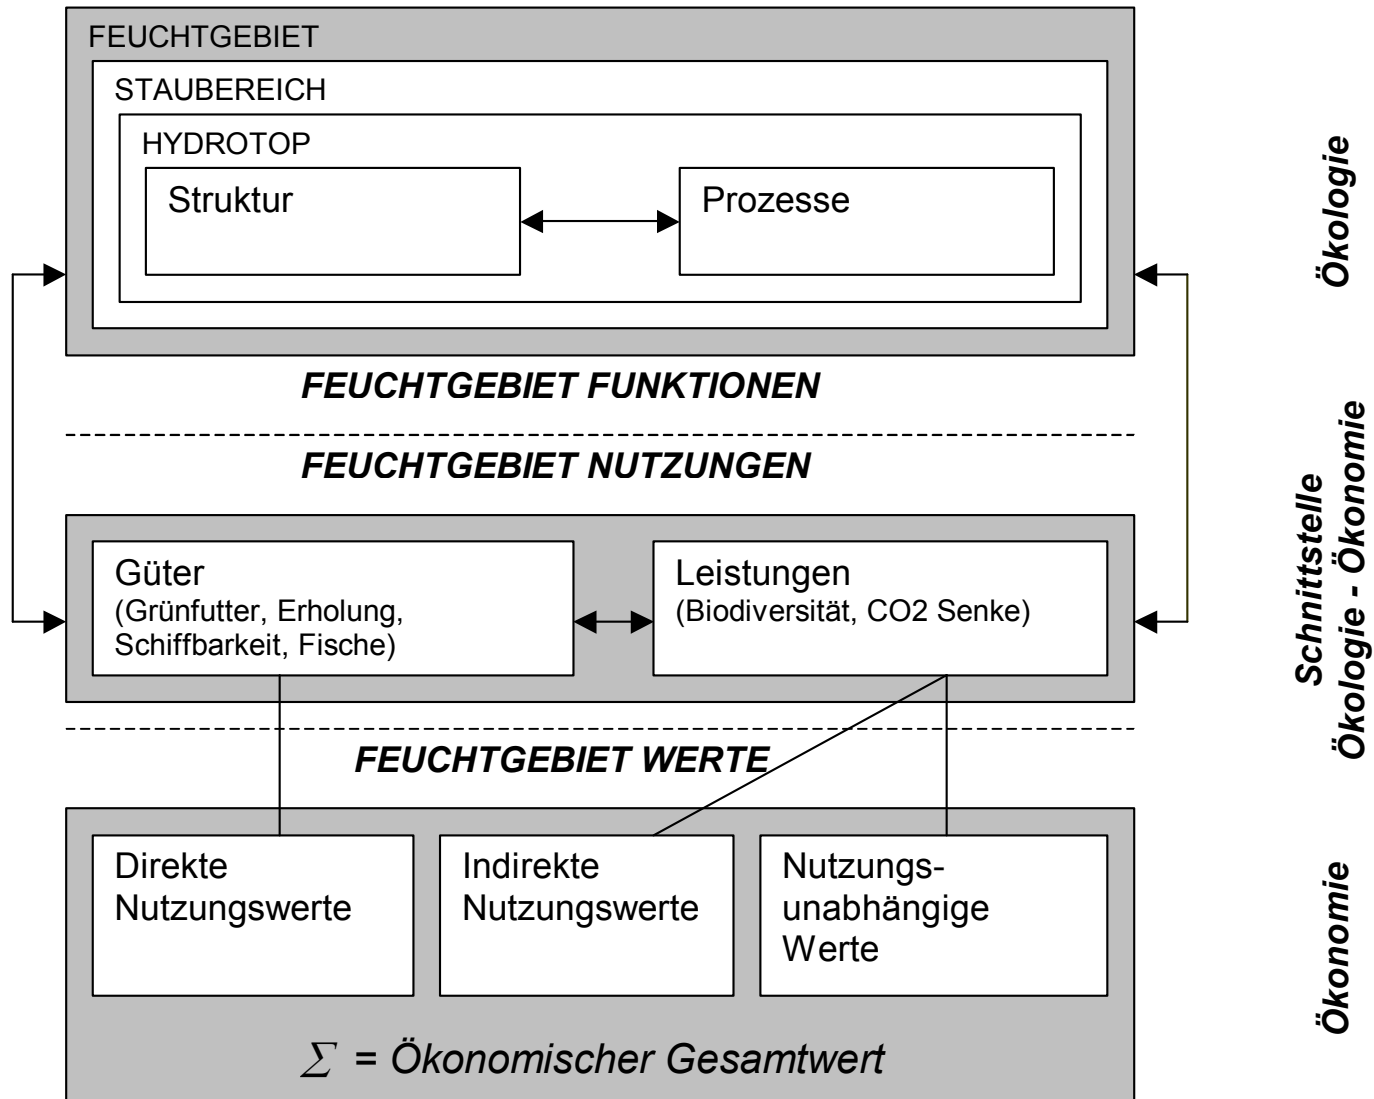 FEUCHTGEBIET
STAUBEREICH
HYDROTOP
Struktur
Prozesse
Ökologie
FEUCHTGEBIET FUNKTIONEN
FEUCHTGEBIET NUTZUNGEN
Güter
(Grünfutter, Erholung,
Schiffbarkeit, Fische)
Leistungen
(Biodiversität, CO2 Senke)
Schnittstelle
Ökologie - Ökonomie
FEUCHTGEBIET WERTE
Direkte
Nutzungswerte
Indirekte
Nutzungswerte
Nutzungs-
unabhängige
Werte
Ökonomie
∑ = Ökonomischer Gesamtwert